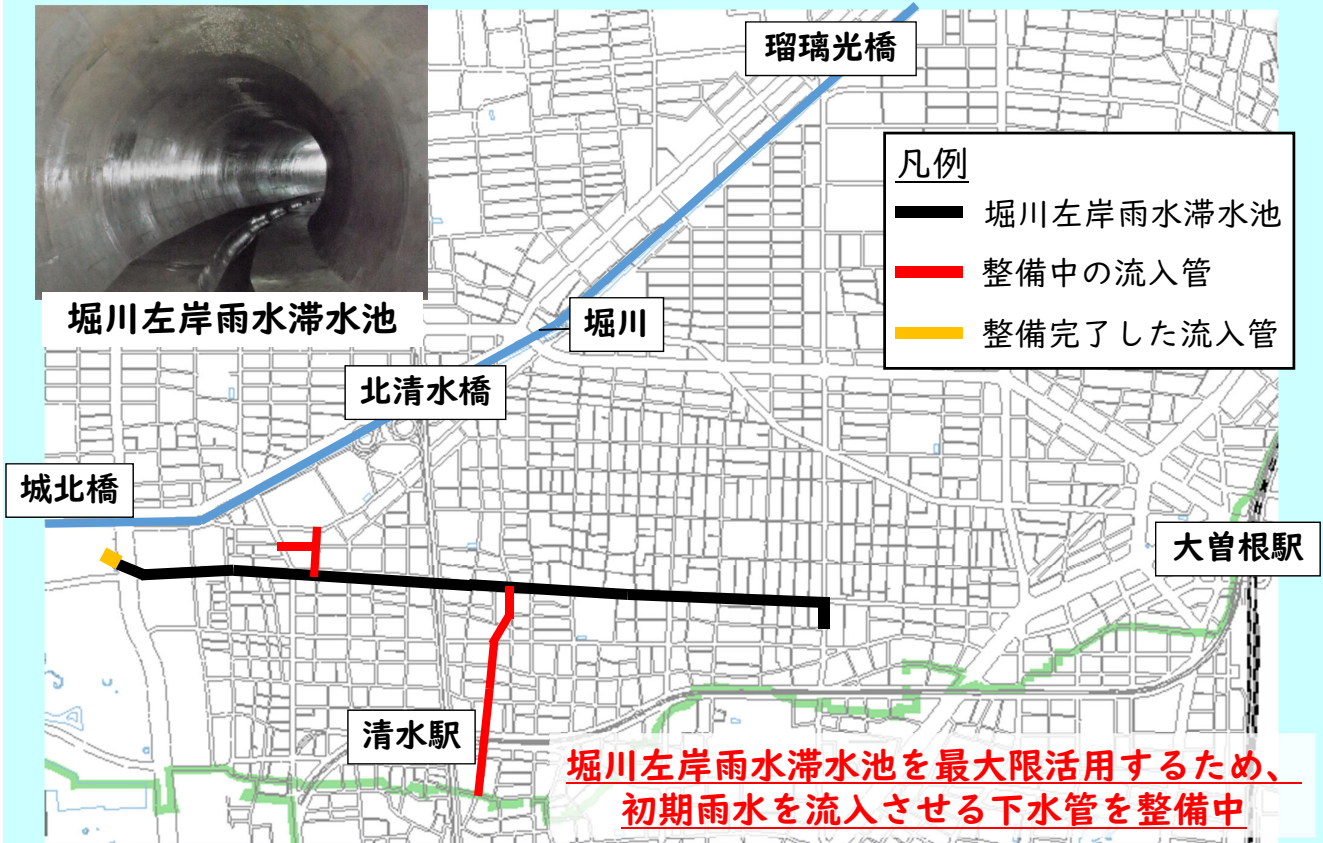 瑠璃光橋
凡例
堀川左岸雨水滞水池
整備中の流入管
整備完了した流入管
堀川左岸雨水滞水池
堀川
北清水橋
城北橋
大曽根駅
清水駅
堀川左岸雨水滞水池を最大限活用するため、
初期雨水を流入させる下水管を整備中